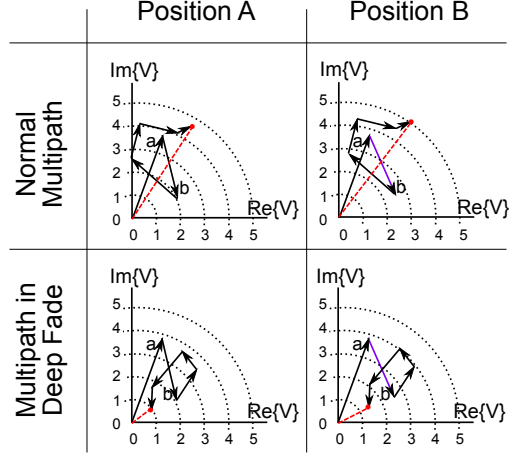 Position A
Position B
Normal
Multipath
Im{V}
5
4
3
2
1
0
a
b
Re{V}
0 1 2 3 4 5
Im{V}
5
4
3
2
1
0
a
b
Re{V}
0 1 2 3 4 5
Multipath in
Deep Fade
Im{V}
5
4
3
2
1
0
a
b
Re{V}
0 1 2 3 4 5
Im{V}
5
4
3
2
1
0
a
b
Re{V}
0 1 2 3 4 5